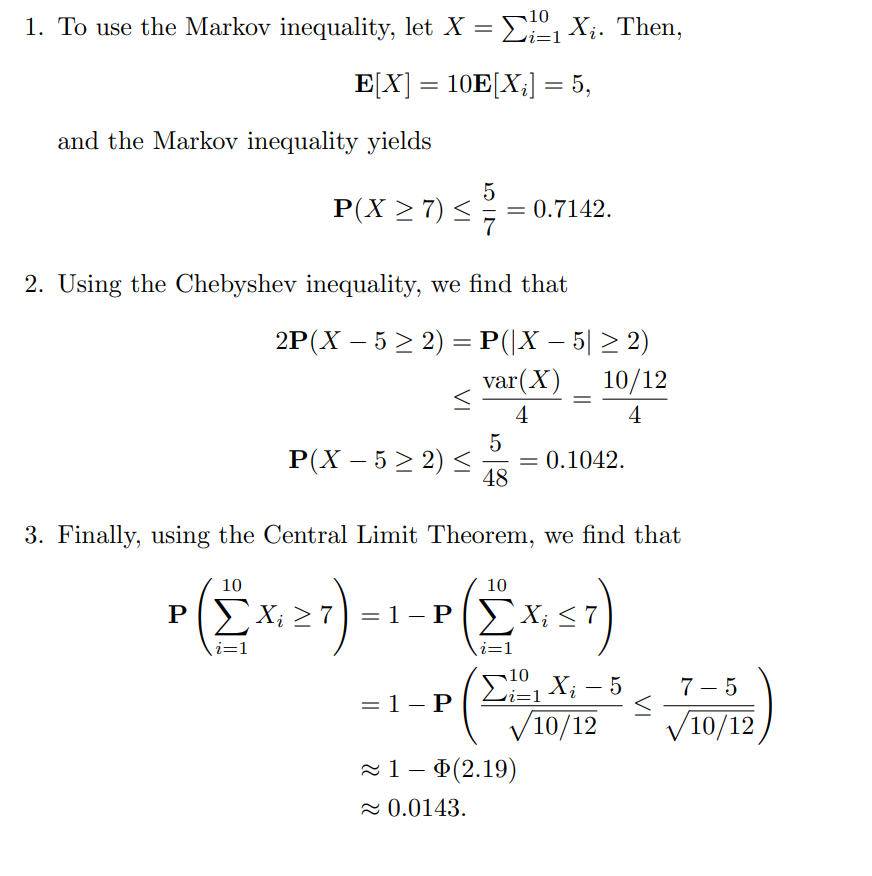 1. To use the Markov inequality, let $X = \sum_{i=1}^{10} X_i$. Then,
$\mathbf{E}[X] = 10\mathbf{E}[X_i] = 5,$
and the Markov inequality yields
$\mathbf{P}(X \geq 7) \leq \frac{5}{7} = 0.7142.$
2. Using the Chebyshev inequality, we find that
$2\mathbf{P}(X - 5 \geq 2) = \mathbf{P}(|X - 5| \geq 2)$
$\leq \frac{\text{var}(X)}{4} = \frac{10/12}{4}$
$\mathbf{P}(X - 5 \geq 2) \leq \frac{5}{48} = 0.1042.$
3. Finally, using the Central Limit Theorem, we find that
$\mathbf{P}\left(\sum_{i=1}^{10} X_i \geq 7\right) = 1 - \mathbf{P}\left(\sum_{i=1}^{10} X_i \leq 7\right)$
$= 1 - \mathbf{P}\left(\frac{\sum_{i=1}^{10} X_i - 5}{\sqrt{10/12}} \leq \frac{7 - 5}{\sqrt{10/12}}\right)$
$\approx 1 - \Phi(2.19)$
$\approx 0.0143.$